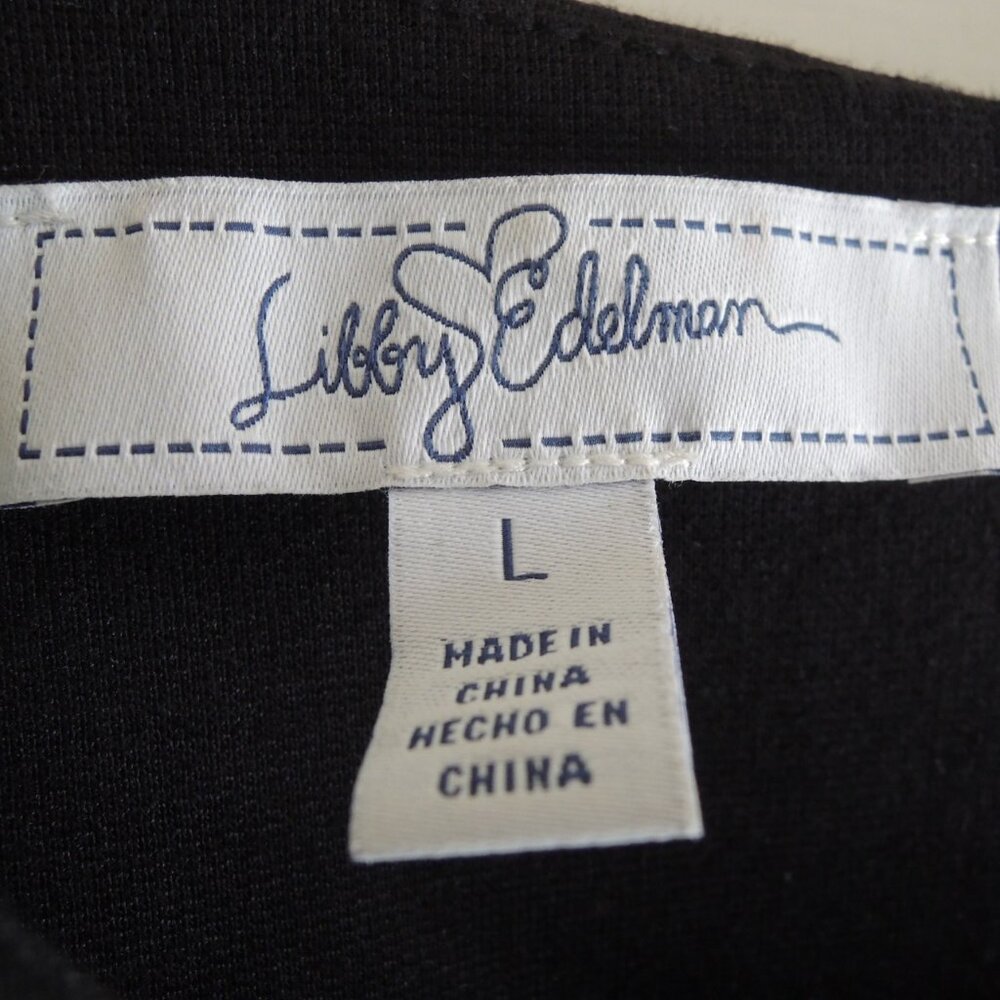 Libby Edelman
L
MADE IN
CHINA
HECHO EN
CHINA